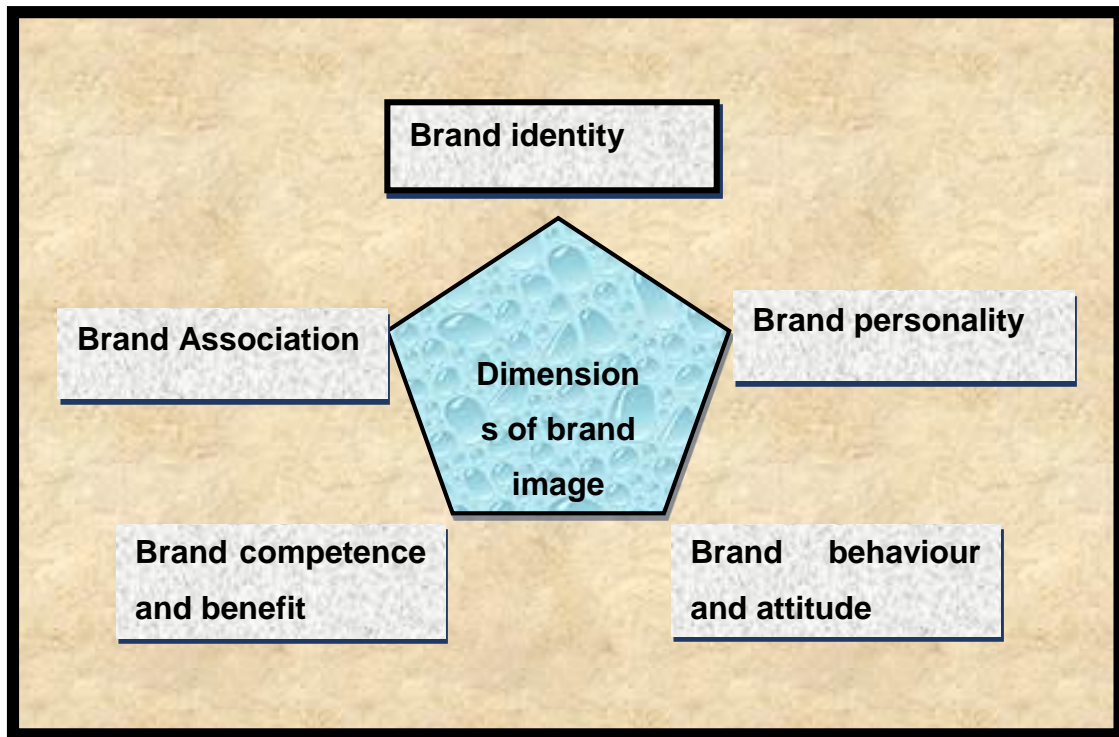 Brand identity
Brand Association
Brand personality
Dimension
s of brand
image
Brand competence
and benefit
Brand behaviour
and attitude